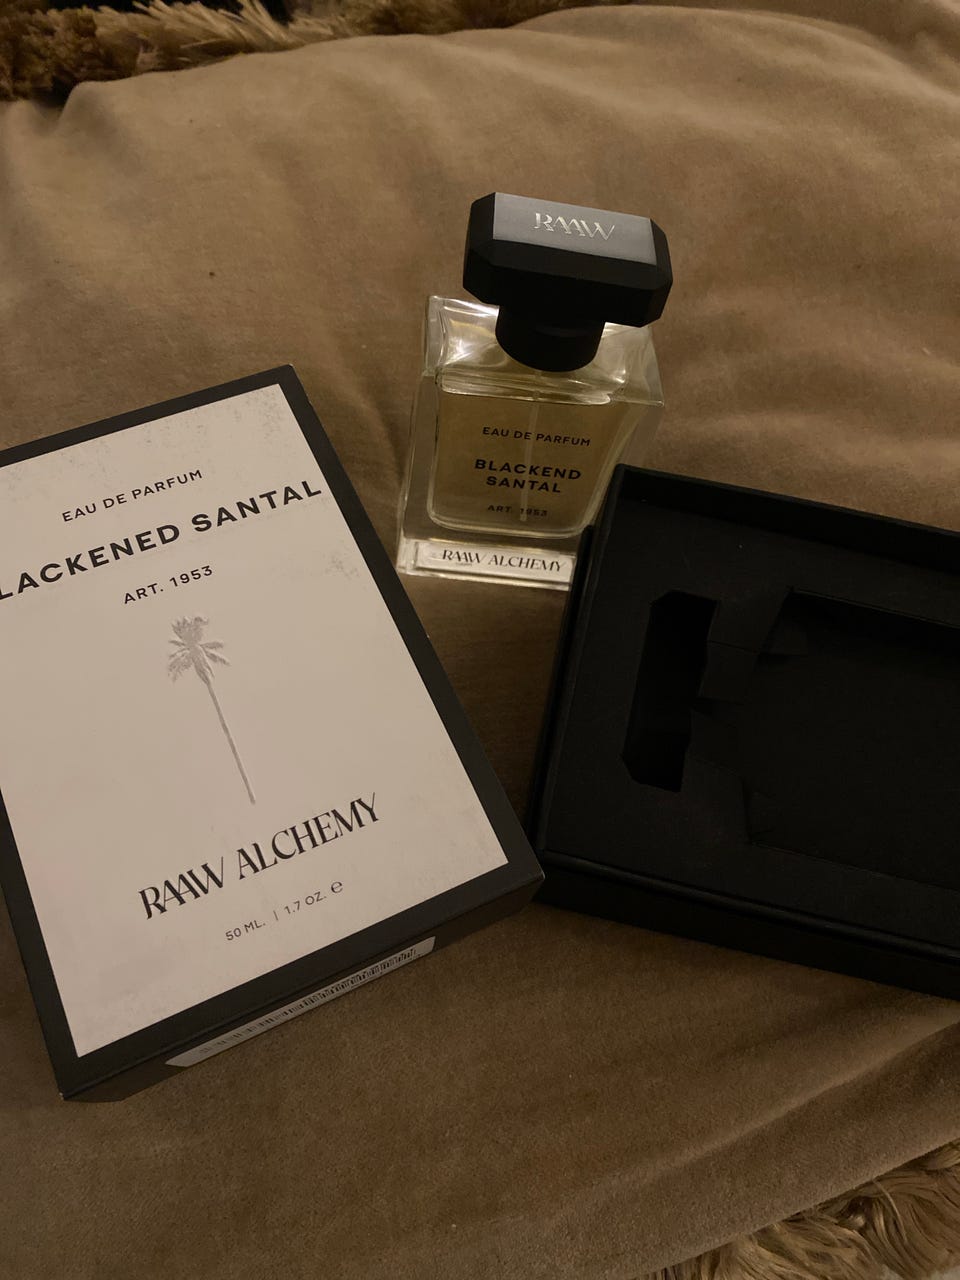 EAU DE PARFUM
LACKENED SANTAL
ART. 1953
RAAW ALCHEMY
50 ML. | 1.7 OZ. ℮
RAAW
EAU DE PARFUM
BLACKEND
SANTAL
ART. 1953
RAAW ALCHEMY